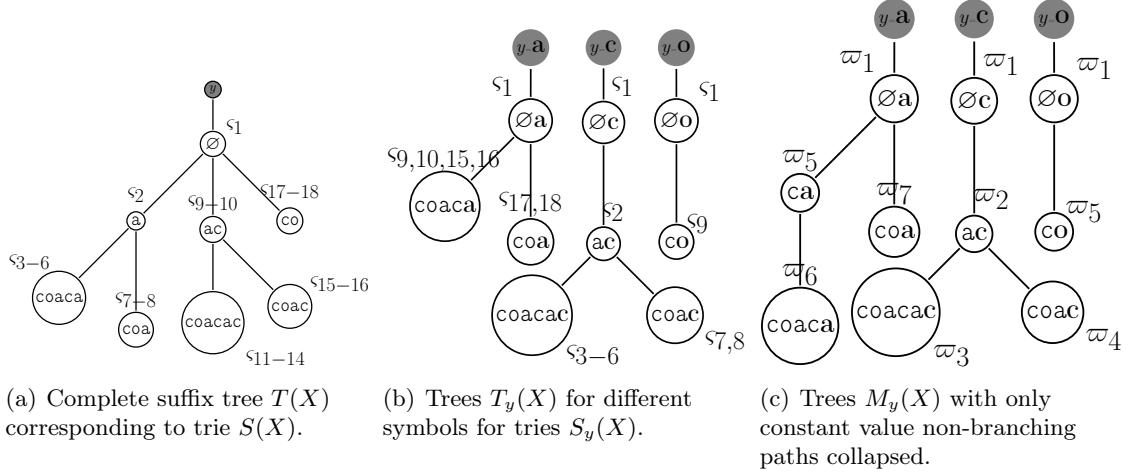 y
ς1
∅
ς2
ς9−10
ς17−18
a
ac
co
ς3−6
ς7−8
ς15−16
coaca
coa
coacac
coac
ς11−14
(a) Complete suffix tree T(X)
corresponding to trie S(X).
y-a y-c y-o
ς1 ς1 ς1
∅a ∅c ∅o
ς9,10,15,16
coaca
ς17,18
ς2
ς9
coa
ac
co
coacac
coac
ς3−6
ς7,8
(b) Trees Ty(X) for different
symbols for tries Sy(X).
y-a y-c y-o
ϖ1 ϖ1 ϖ1
∅a ∅c ∅o
ϖ5
ca
ϖ7
ϖ2
ϖ5
coa
ac
co
ϖ6
coaca
coacac
coac
ϖ3
ϖ4
(c) Trees My(X) with only
constant value non-branching
paths collapsed.